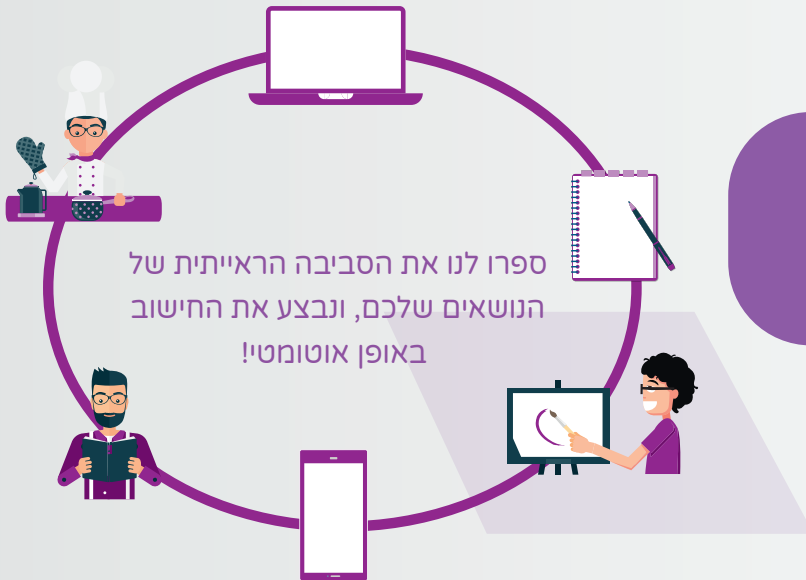 ספרו לנו את הסביבה הראייתית של
הנושאים שלכם, ונבצע את החישוב
באופן אוטומטי!